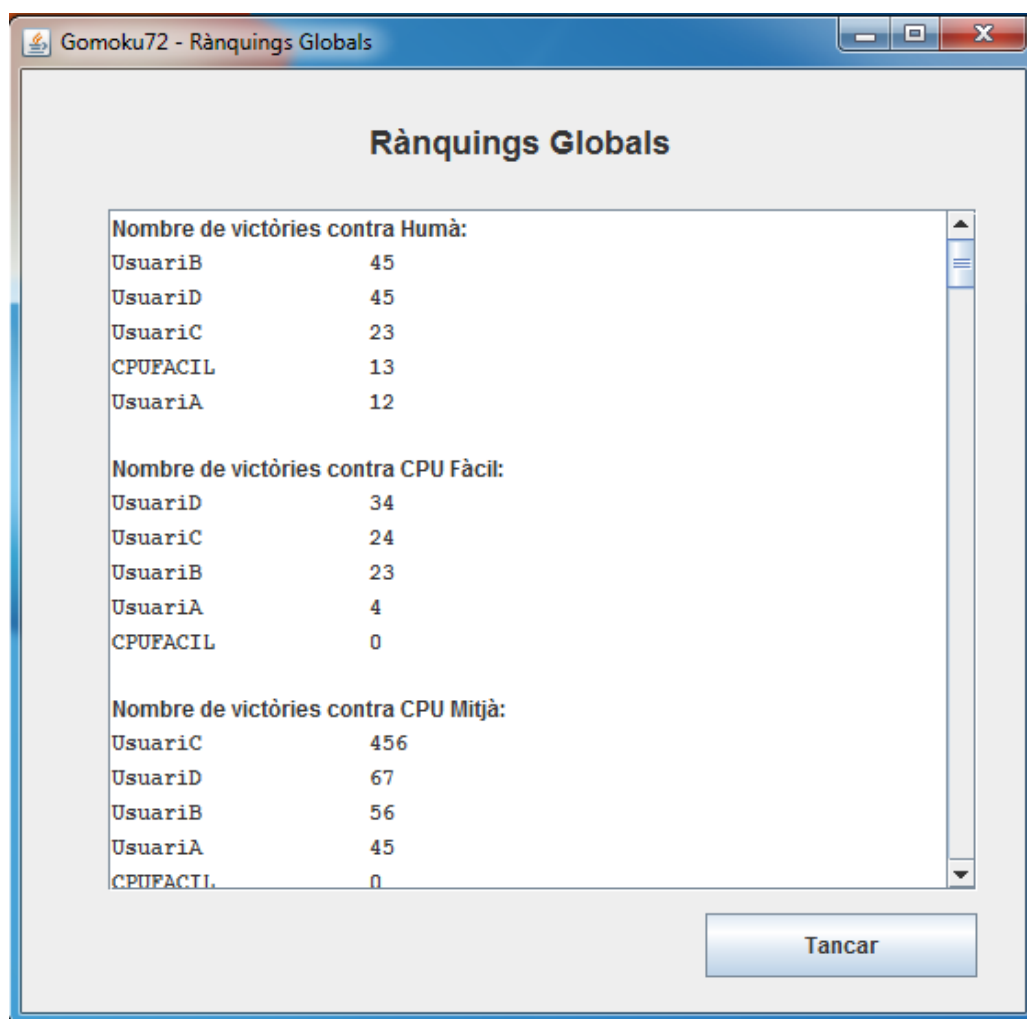 Gomoku72 - Rànquings Globals
Rànquings Globals
Nombre de victòries contra Humà:
UsuariB 45
UsuariD 45
UsuariC 23
CPUFACIL 13
UsuariA 12
Nombre de victòries contra CPU Fàcil:
UsuariD 34
UsuariC 24
UsuariB 23
UsuariA 4
CPUFACIL 0
Nombre de victòries contra CPU Mitjà:
UsuariC 456
UsuariD 67
UsuariB 56
UsuariA 45
CPUFACIL 0
Tancar